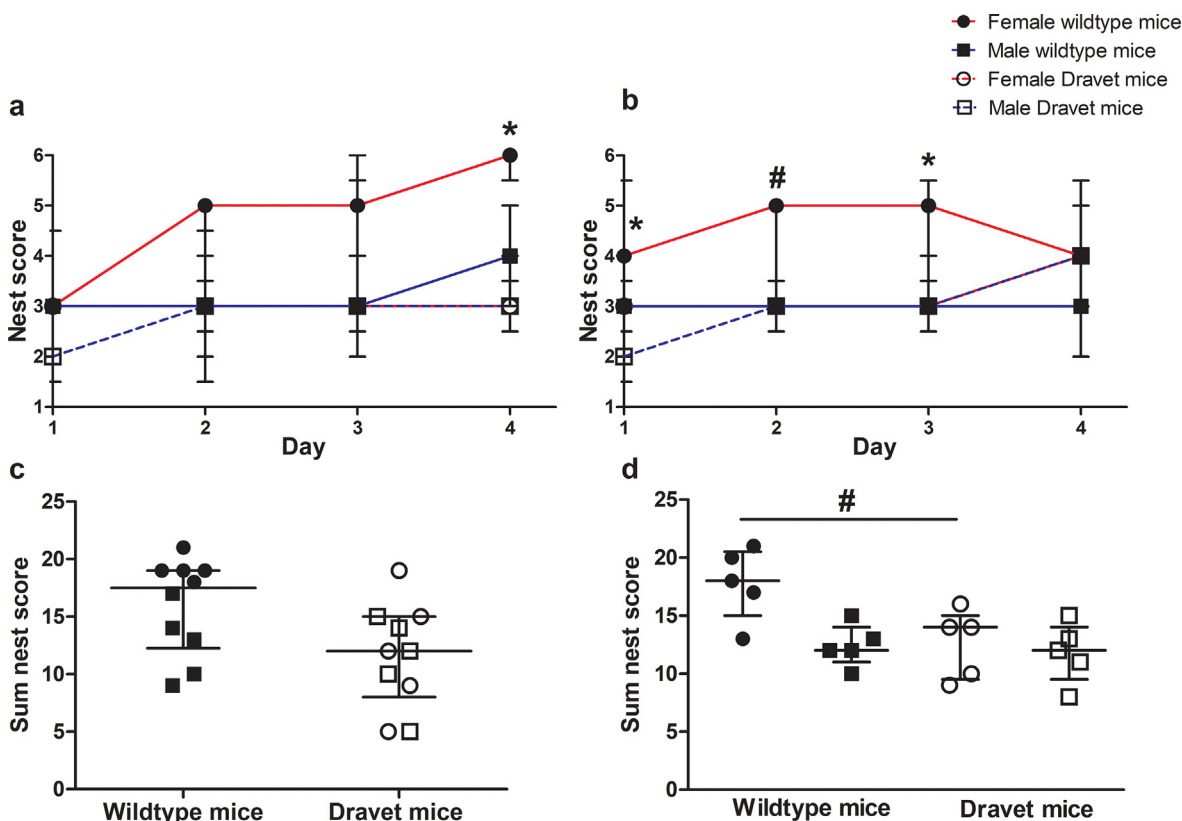 Female wildtype mice
Male wildtype mice
Female Dravet mice
Male Dravet mice
a
*
6
5
4
3
2
1
Nest score
1 2 3 4
Day
b
*
#
*
6
5
4
3
2
1
Nest score
1 2 3 4
Day
c
25
20
15
10
5
0
Sum nest score
Wildtype mice Dravet mice
d
#
25
20
15
10
5
0
Sum nest score
Wildtype mice Dravet mice